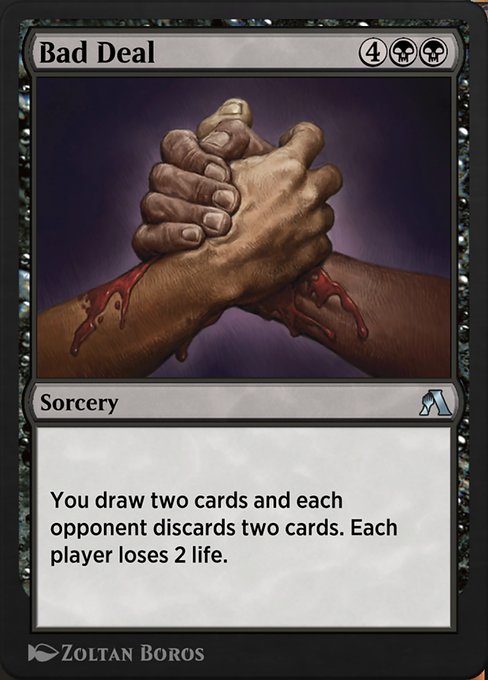 Bad Deal 4
Sorcery
You draw two cards and each
opponent discards two cards. Each
player loses 2 life.
Zoltan Boros